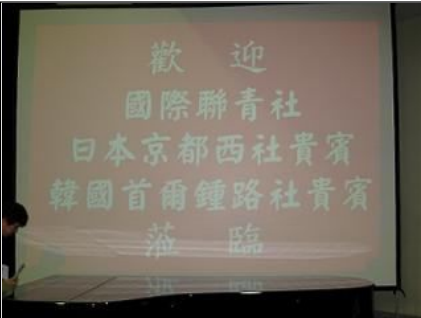 歡迎
國際聯青社
日本京都西社貴賓
韓國首爾鍾路社貴賓
蒞臨